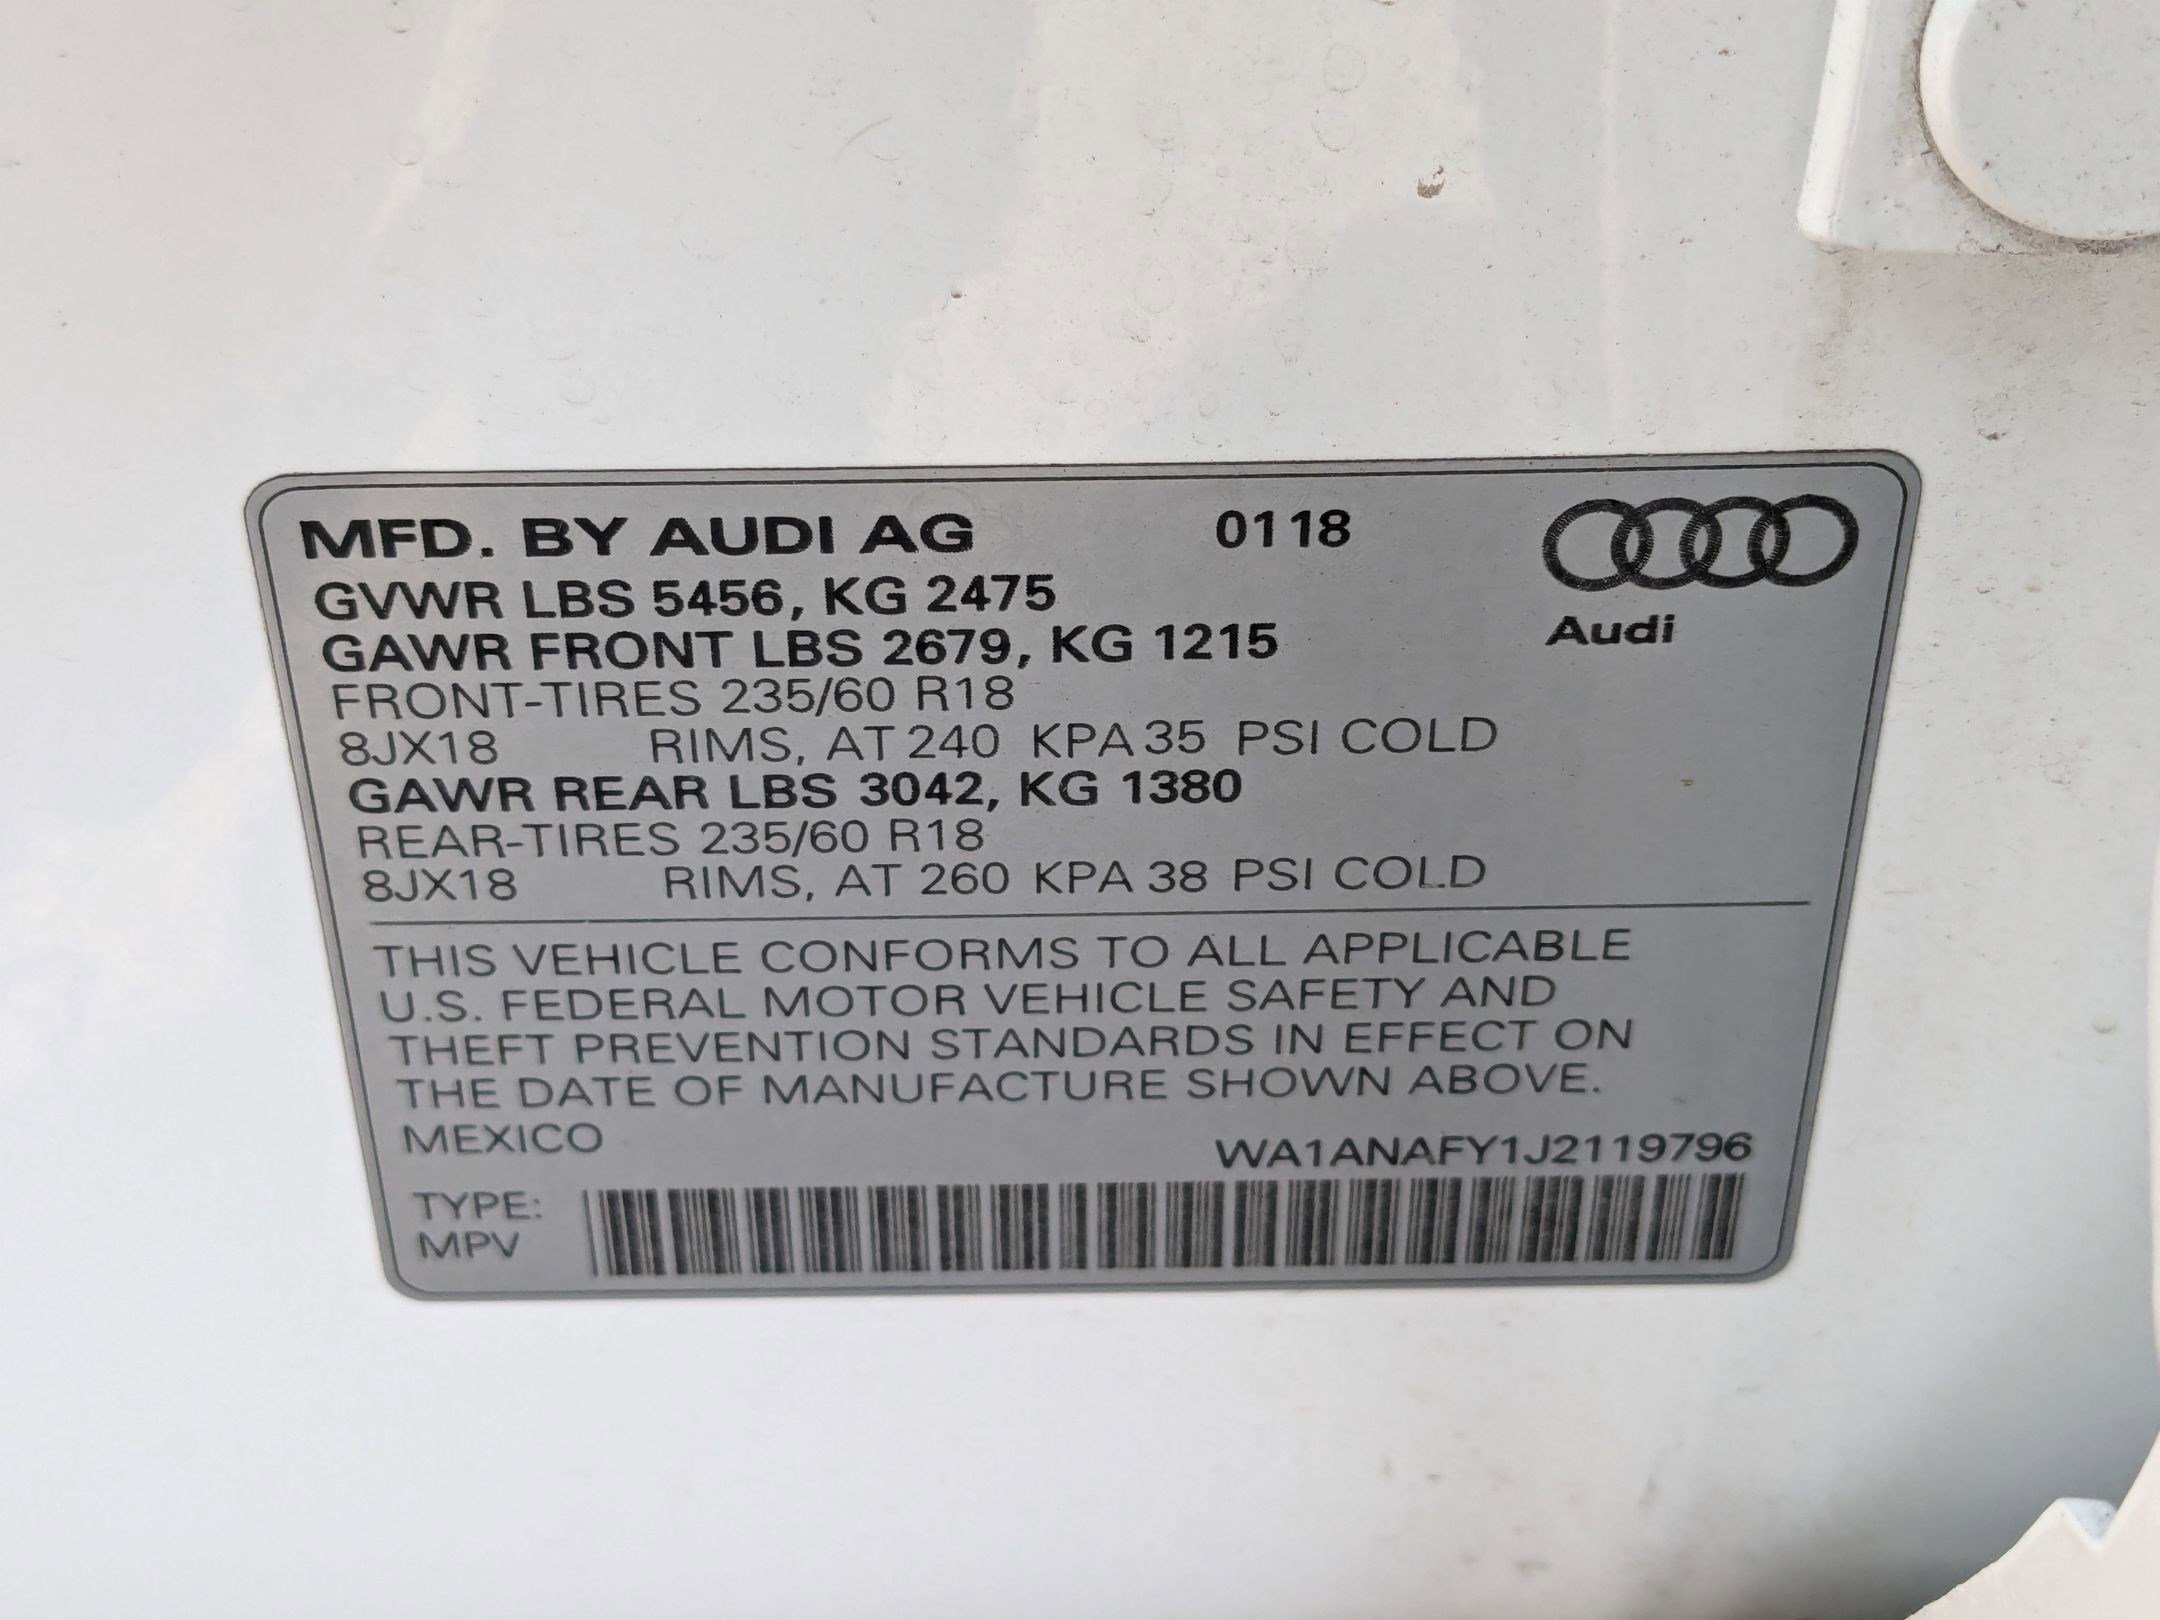 MFD. BY AUDI AG 0118
GVWR LBS 5456, KG 2475
GAWR FRONT LBS 2679, KG 1215
Audi
FRONT-TIRES 235/60 R18
8JX18 RIMS, AT 240 KPA 35 PSI COLD
GAWR REAR LBS 3042, KG 1380
REAR-TIRES 235/60 R18
8JX18 RIMS, AT 260 KPA 38 PSI COLD
THIS VEHICLE CONFORMS TO ALL APPLICABLE
U.S. FEDERAL MOTOR VEHICLE SAFETY AND
THEFT PREVENTION STANDARDS IN EFFECT ON
THE DATE OF MANUFACTURE SHOWN ABOVE.
MEXICO WA1ANAFY1J2119796
TYPE:
MPV